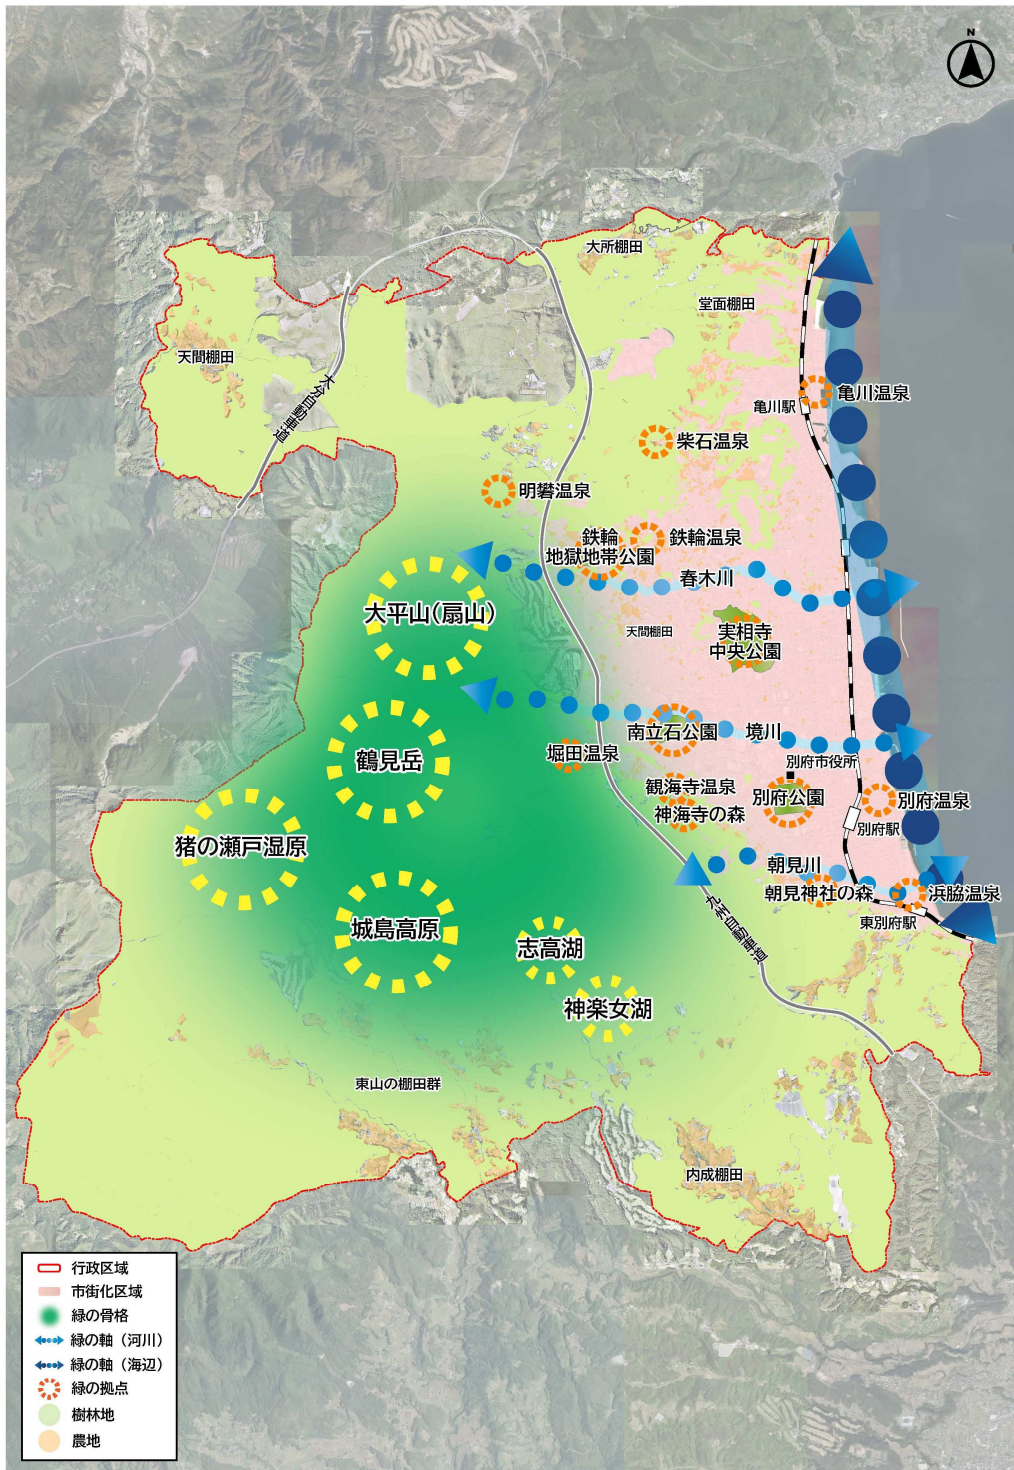 N
大所棚田
堂面棚田
天間棚田
大分自動車道
亀川駅
亀川温泉
柴石温泉
明礬温泉
鉄輪
地獄地帯公園
鉄輪温泉
春木川
大平山(扇山)
天間棚田
実相寺
中央公園
南立石公園
境川
鶴見岳
堀田温泉
別府市役所
観海寺温泉
神海寺の森
別府公園
別府温泉
別府駅
猪の瀬戸湿原
朝見川
朝見神社の森
浜脇温泉
東別府駅
九州自動車道
城島高原
志高湖
神楽女湖
東山の棚田群
内成棚田
行政区域
市街化区域
緑の骨格
緑の軸（河川）
緑の軸（海辺）
緑の拠点
樹林地
農地